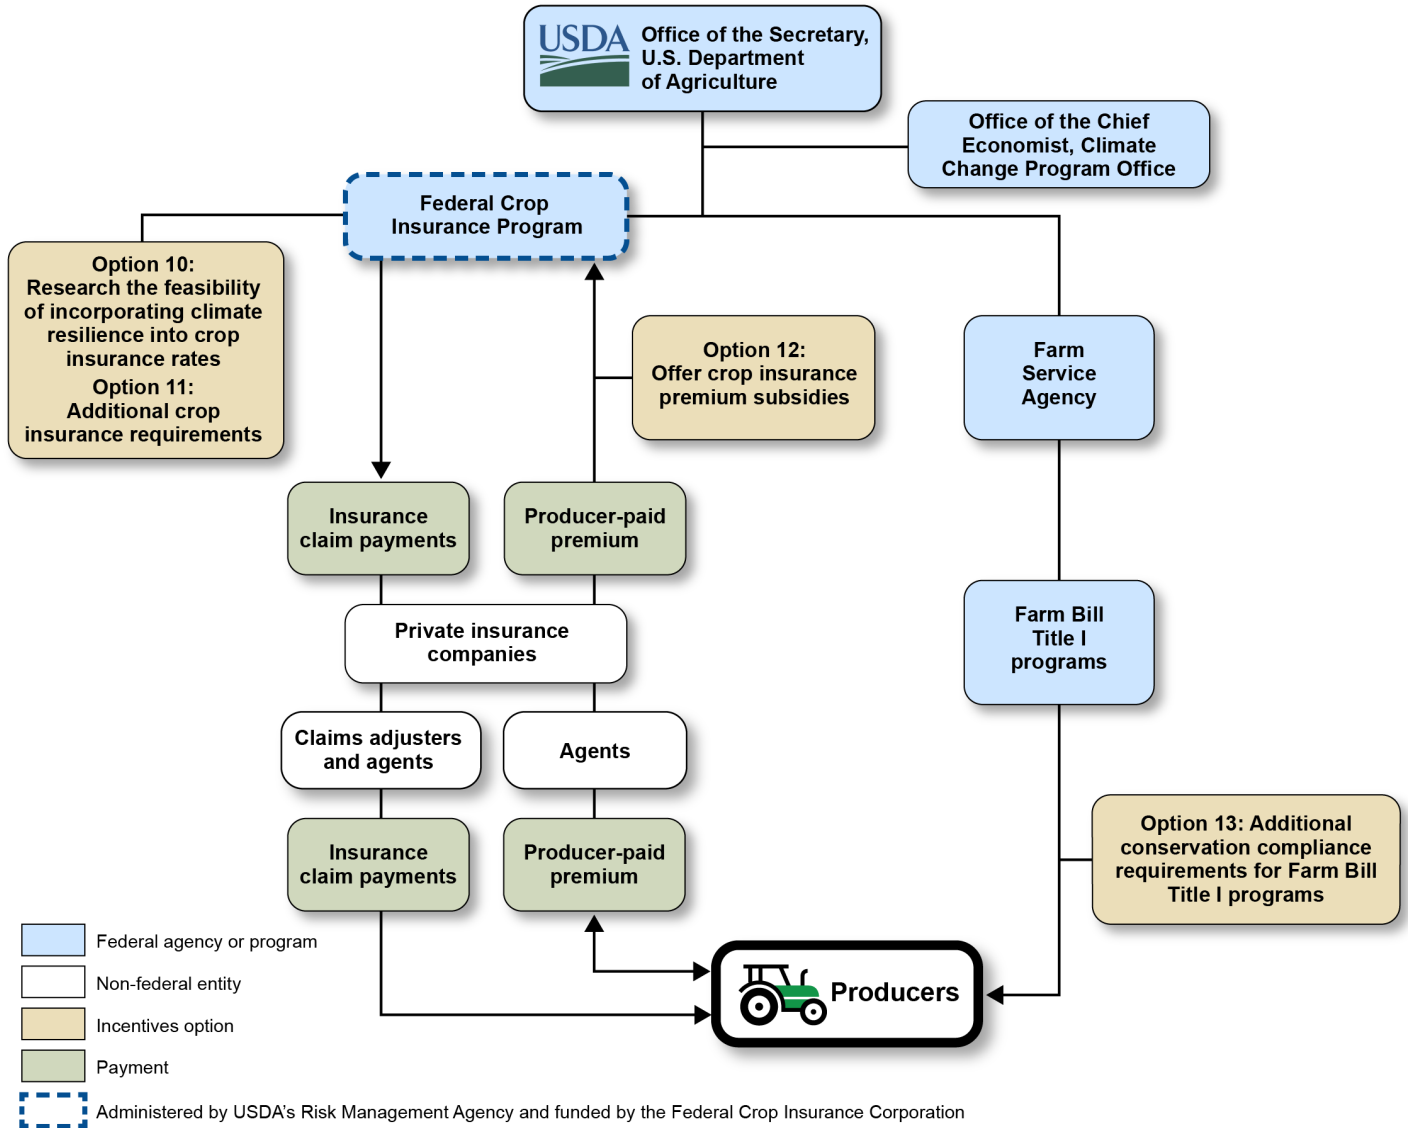 USDA
Office of the Secretary,
U.S. Department
of Agriculture
Office of the Chief
Economist, Climate
Change Program Office
Federal Crop
Insurance Program
Option 10:
Research the feasibility
of incorporating climate
resilience into crop
insurance rates
Option 11:
Additional crop
insurance requirements
Option 12:
Offer crop insurance
premium subsidies
Farm
Service
Agency
Insurance
claim payments
Producer-paid
premium
Private insurance
companies
Farm Bill
Title I
programs
Claims adjusters
and agents
Agents
Insurance
claim payments
Producer-paid
premium
Option 13: Additional
conservation compliance
requirements for Farm Bill
Title I programs
Producers
Federal agency or program
Non-federal entity
Incentives option
Payment
Administered by USDA’s Risk Management Agency and funded by the Federal Crop Insurance Corporation